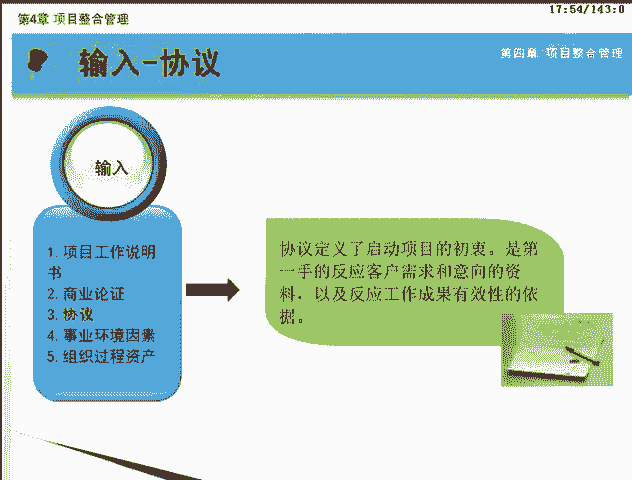 第4章 项目整合管理
17:54/143:0
输入-协议
第四章 项目整合管理
输入
1. 项目工作说明
书
2. 商业论证
3. 协议
4. 事业环境因素
5. 组织过程资产
协议定义了启动项目的初衷。是第
一手的反应客户需求和意向的资
料，以及反应工作成果有效性的依
据。